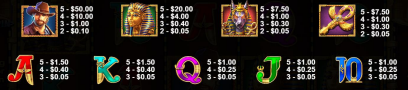 5 - $50.00
4 - $10.00
3 - $1.00
2 - $0.10
5 - $20.00
4 - $4.00
3 - $0.40
2 - $0.05
5 - $7.50
4 - $1.00
3 - $0.30
2 - $0.05
5 - $7.50
4 - $1.00
3 - $0.30
2 - $0.05
A
5 - $1.50
4 - $0.40
3 - $0.05
K
5 - $1.50
4 - $0.40
3 - $0.05
Q
5 - $1.00
4 - $0.25
3 - $0.05
J
5 - $1.00
4 - $0.25
3 - $0.05
10
5 - $1.00
4 - $0.25
3 - $0.05